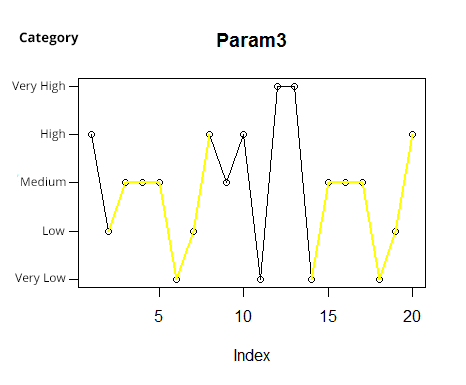 Category
Param3
Very High
High
Medium
Low
Very Low
5 10 15 20
Index